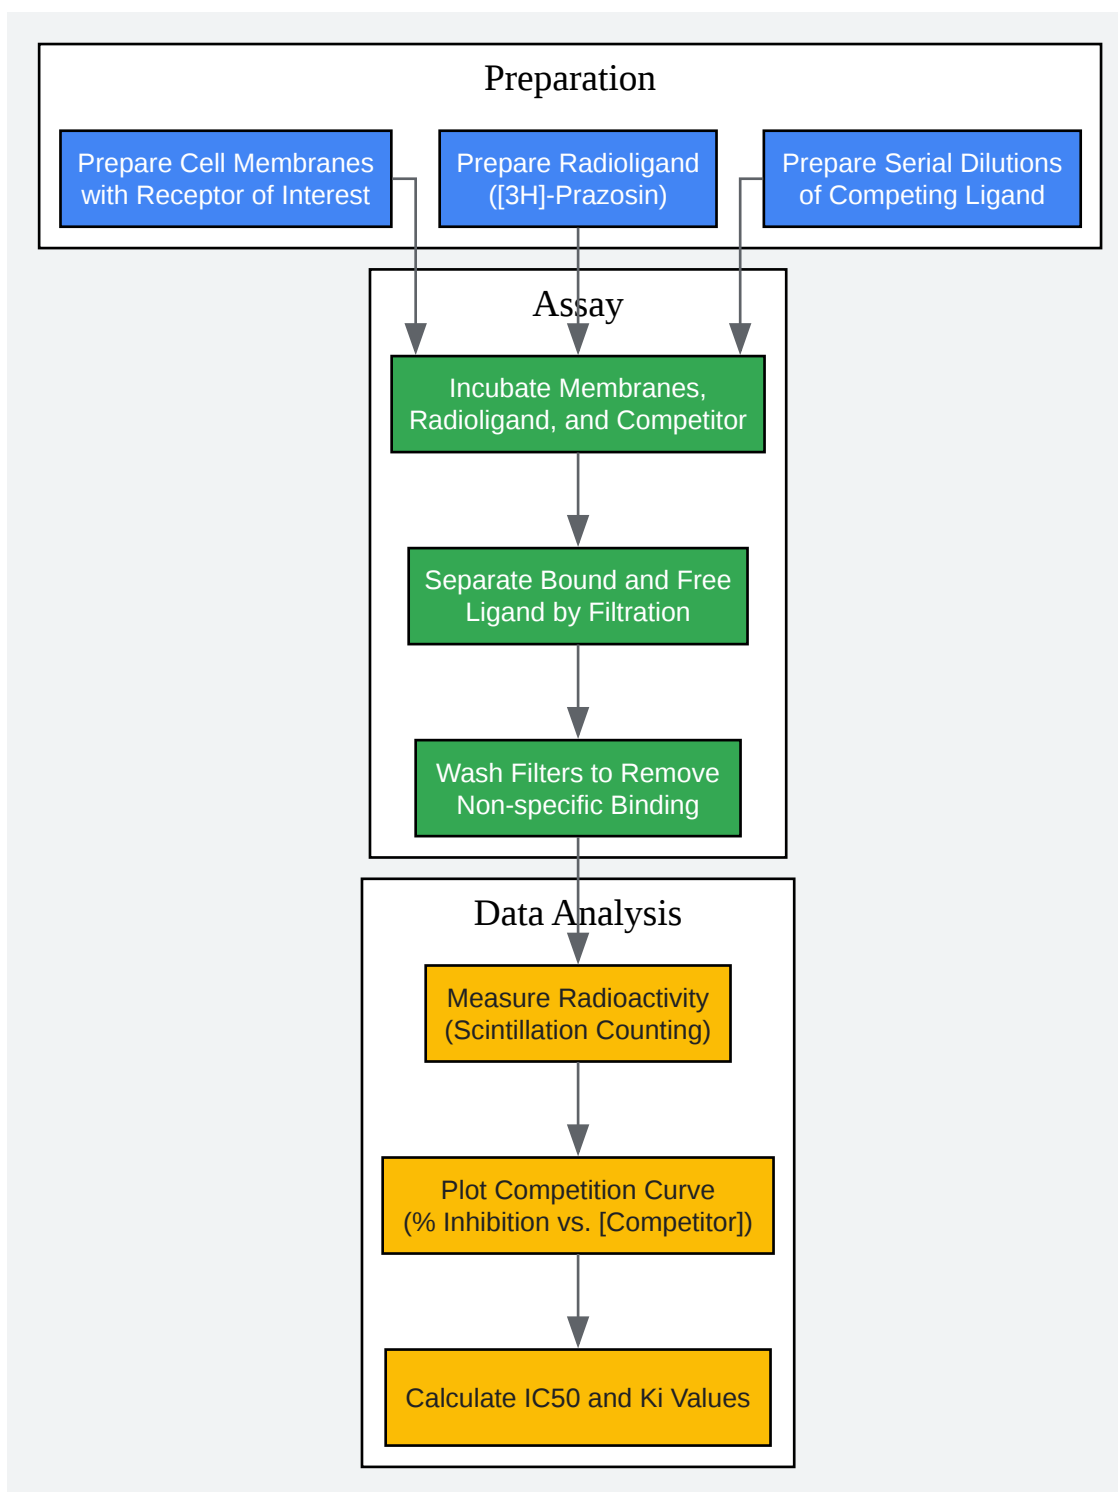 Preparation
Prepare Cell Membranes
with Receptor of Interest
Prepare Radioligand
([3H]-Prazosin)
Prepare Serial Dilutions
of Competing Ligand
Assay
Incubate Membranes,
Radioligand, and Competitor
Separate Bound and Free
Ligand by Filtration
Wash Filters to Remove
Non-specific Binding
Data Analysis
Measure Radioactivity
(Scintillation Counting)
Plot Competition Curve
(% Inhibition vs. [Competitor])
Calculate IC50 and Ki Values